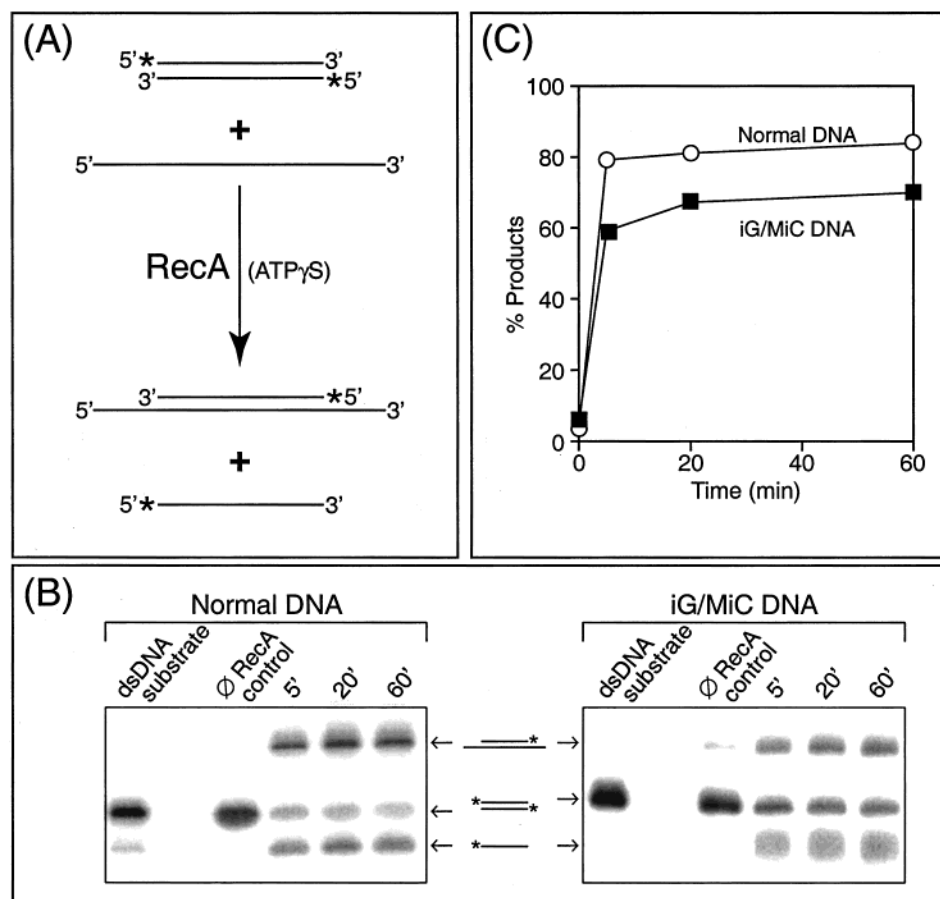 (A)
5'* 3'
3' *5'
+
5' 3'
RecA (ATPγS)
3' *5'
5' 3'
+
5'* 3'
(C)
100
80
60
40
20
0
% Products
Normal DNA
iG/MiC DNA
0 20 40 60
Time (min)
(B)
Normal DNA
dsDNA substrate
Ø RecA control
5'
20'
60'
← * →
← * * →
← * →
iG/MiC DNA
dsDNA substrate
Ø RecA control
5'
20'
60'